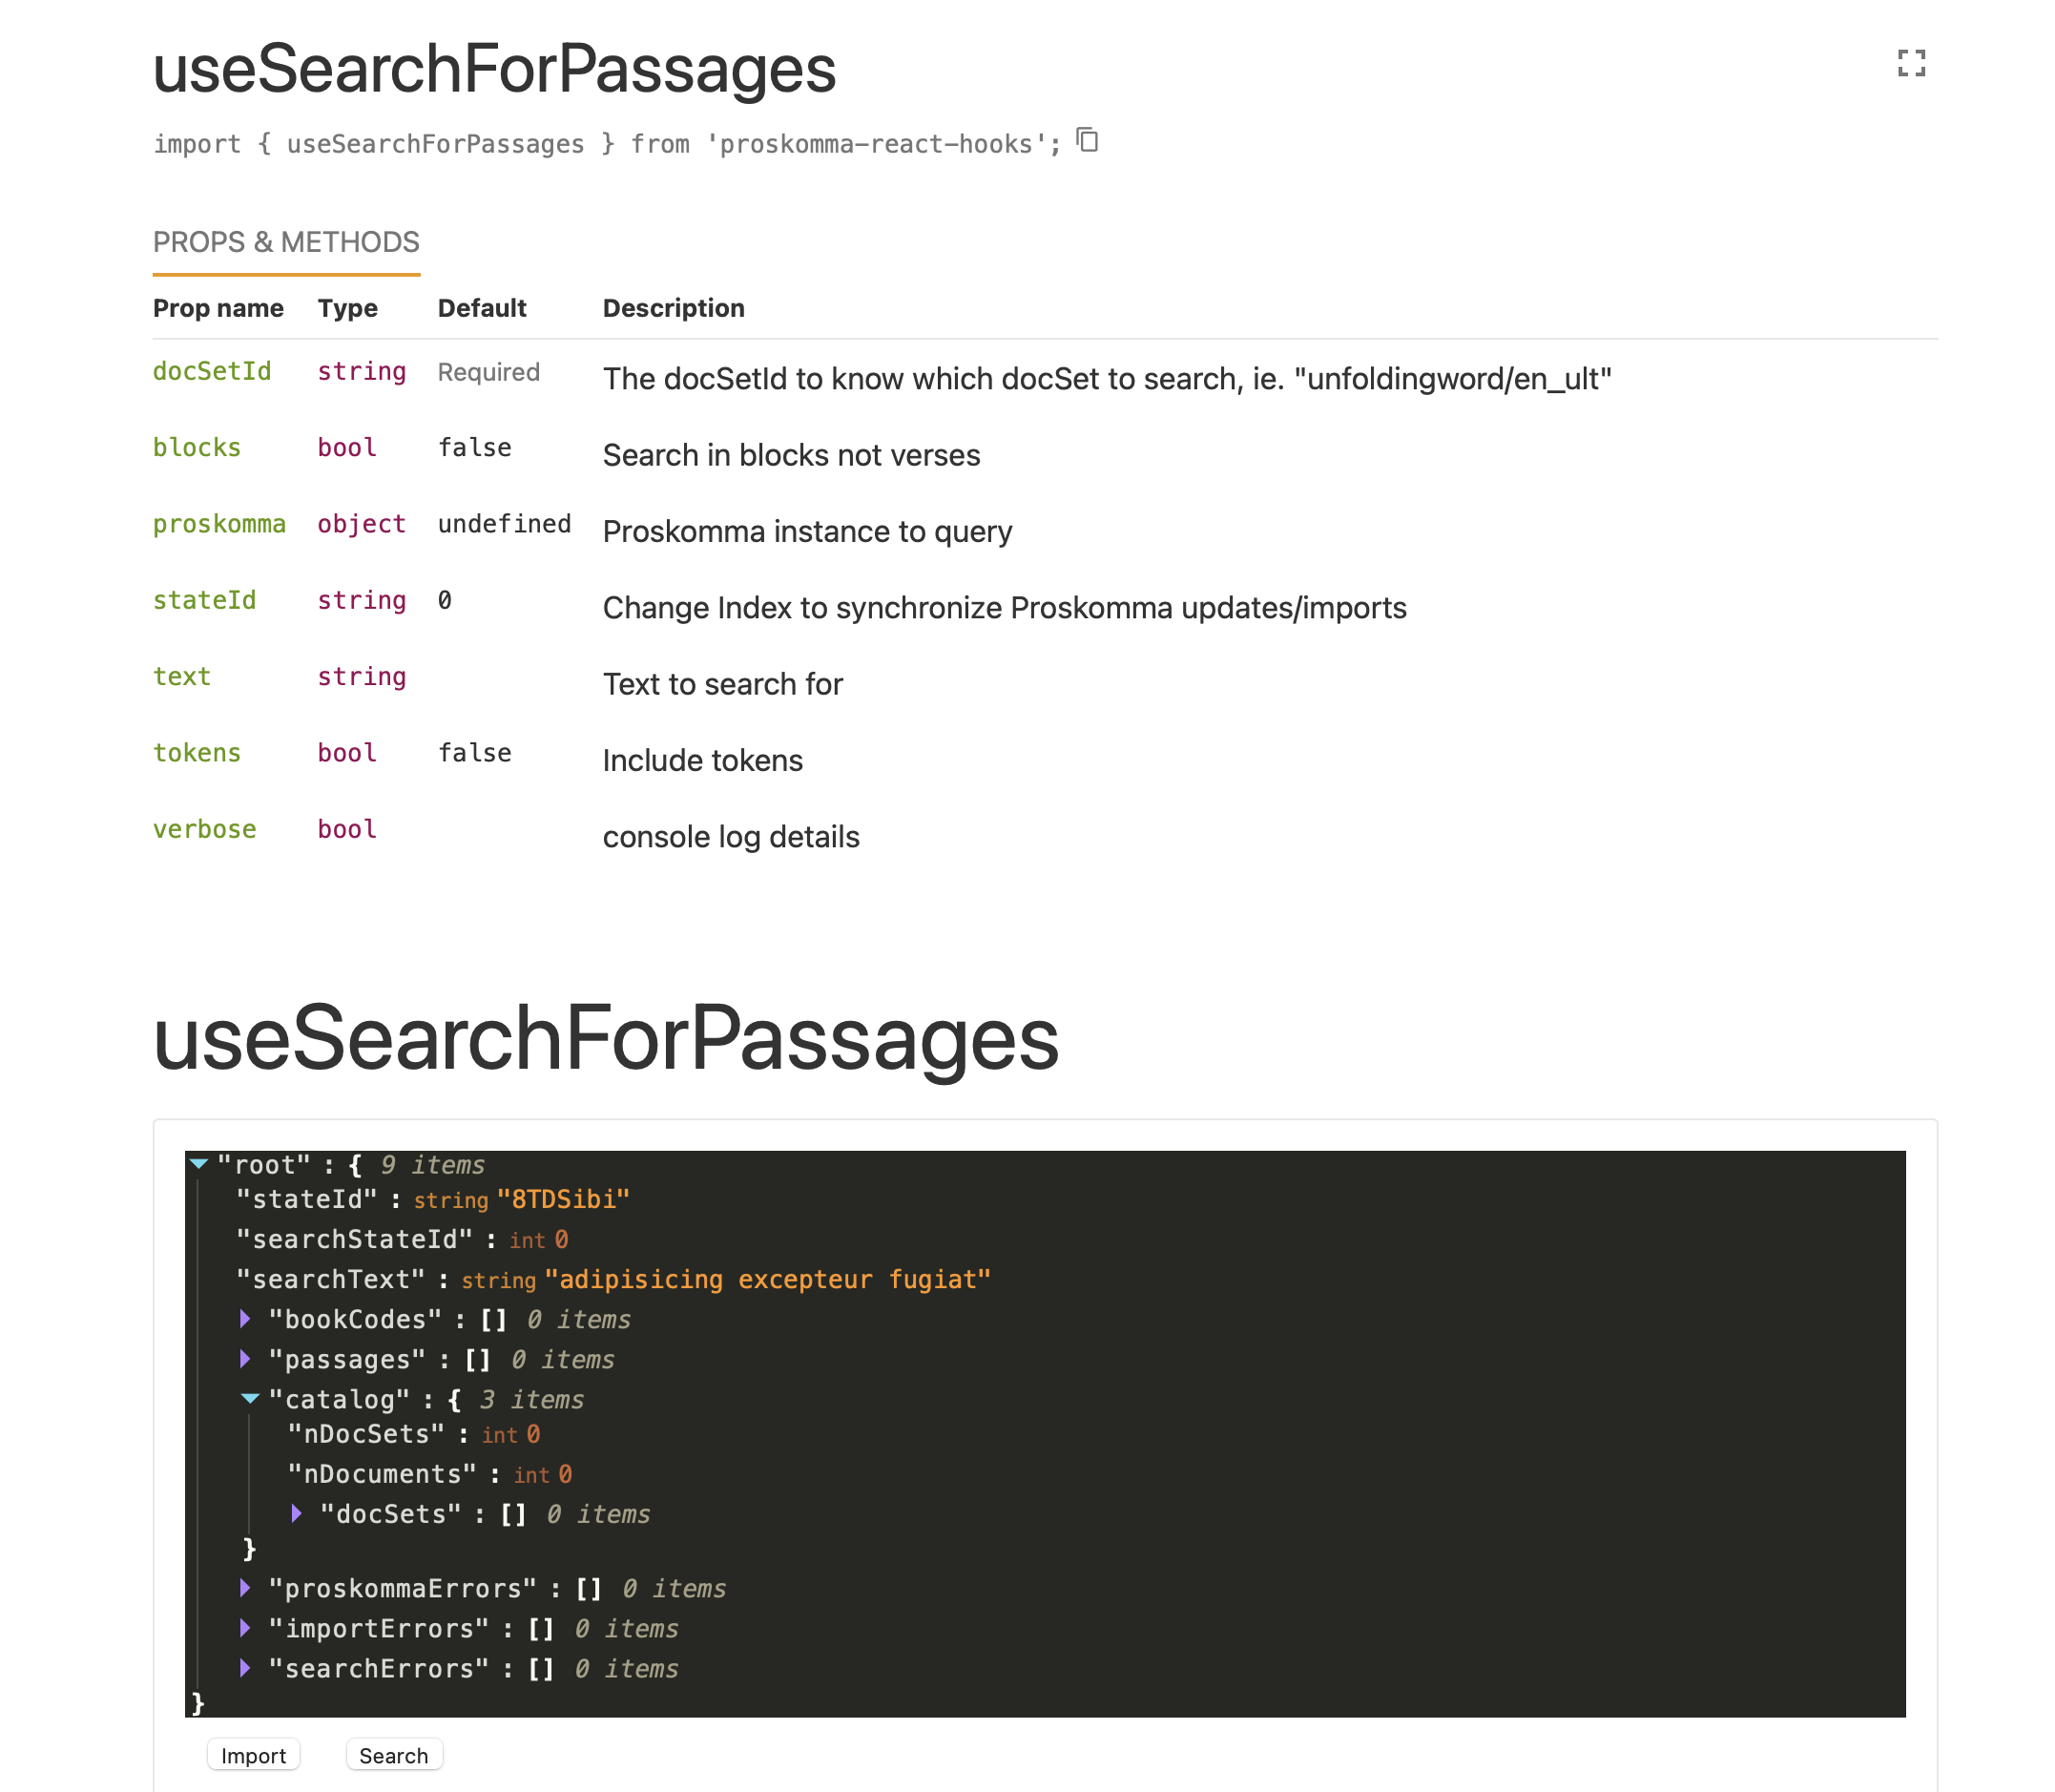 useSearchForPassages
import { useSearchForPassages } from 'proskomma-react-hooks';
PROPS & METHODS
Prop name Type Default Description
docSetId string Required The docSetId to know which docSet to search, ie. "unfoldingword/en_ult"
blocks bool false Search in blocks not verses
proskomma object undefined Proskomma instance to query
stateId string 0 Change Index to synchronize Proskomma updates/imports
text string Text to search for
tokens bool false Include tokens
verbose bool console log details
useSearchForPassages
"root" : { 9 items
"stateId" : string "8TDSibi"
"searchStateId" : int 0
"searchText" : string "adipisicing excepteur fugiat"
"bookCodes" : [] 0 items
"passages" : [] 0 items
"catalog" : { 3 items
"nDocSets" : int 0
"nDocuments" : int 0
"docSets" : [] 0 items
}
"proskommaErrors" : [] 0 items
"importErrors" : [] 0 items
"searchErrors" : [] 0 items
}
Import Search